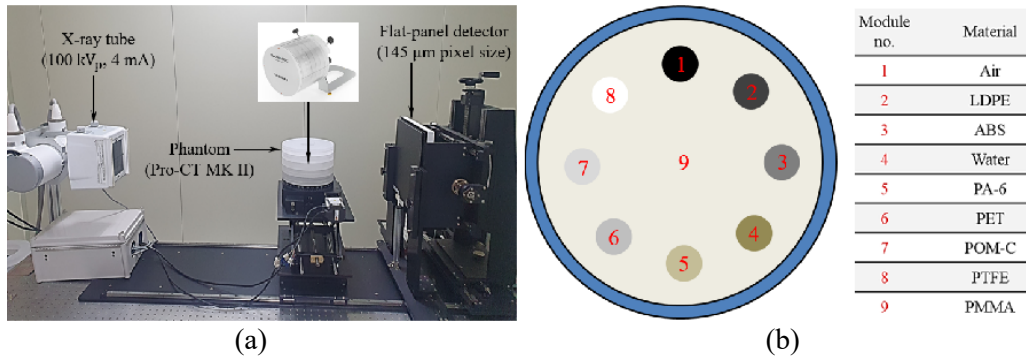 X-ray tube
(100 kVp, 4 mA)
Flat-panel detector
(145 μm pixel size)
Phantom
(Pro-CT MK II)
1
2
3
4
5
6
7
8
9
Module no. Material
1 Air
2 LDPE
3 ABS
4 Water
5 PA-6
6 PET
7 POM-C
8 PTFE
9 PMMA
(a)
(b)